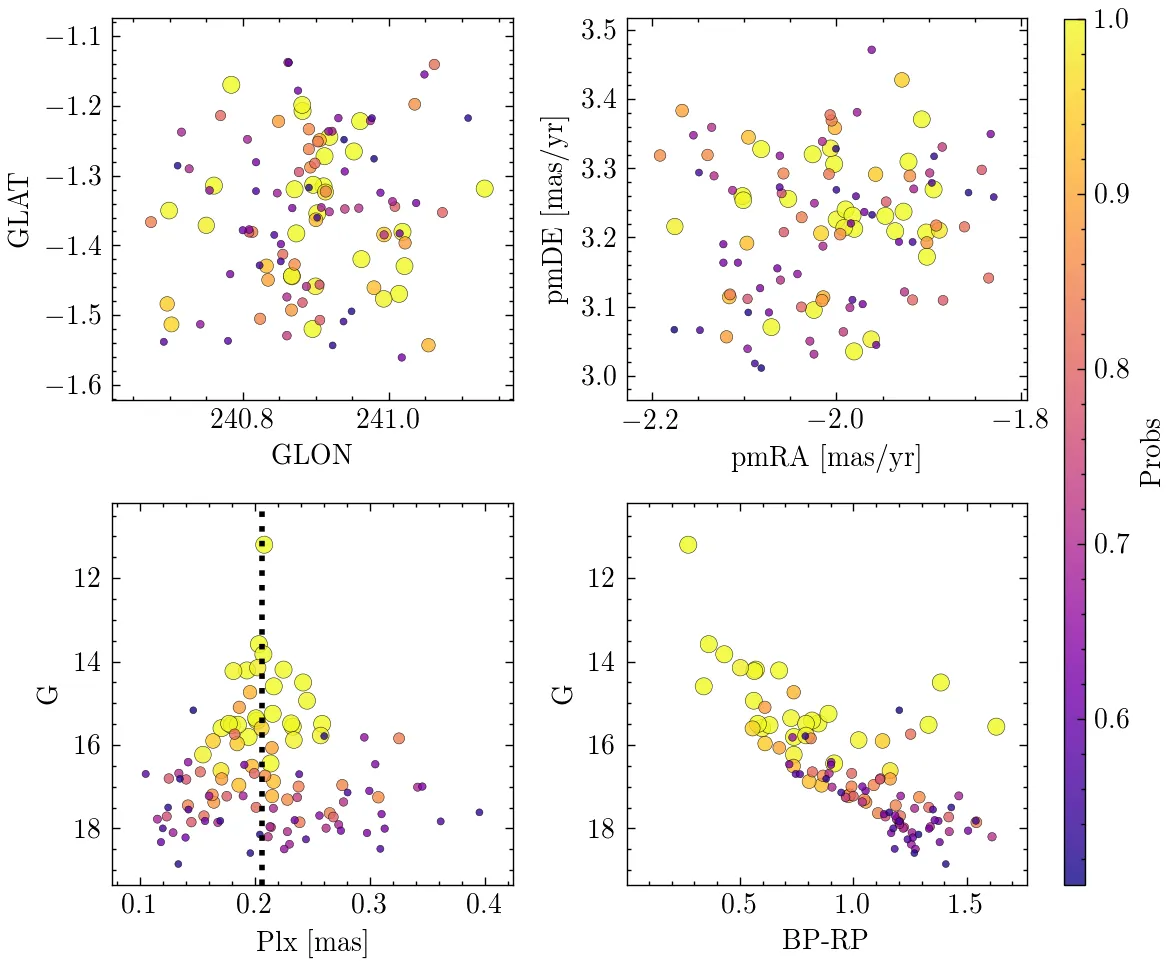 −1.1
−1.2
−1.3
−1.4
−1.5
−1.6
GLAT
240.8 241.0
GLON
3.5
3.4
3.3
3.2
3.1
3.0
pmDE [mas/yr]
−2.2 −2.0 −1.8
pmRA [mas/yr]
12
14
16
18
G
0.1 0.2 0.3 0.4
Plx [mas]
12
14
16
18
G
0.5 1.0 1.5
BP-RP
1.0
0.9
0.8
0.7
0.6
Probs